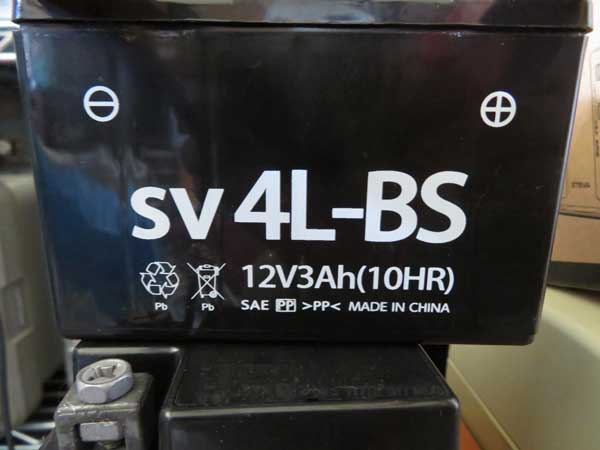 ⊖ ⊕
sv 4L-BS
12V3Ah(10HR)
Pb Pb SAE PP >PP< MADE IN CHINA